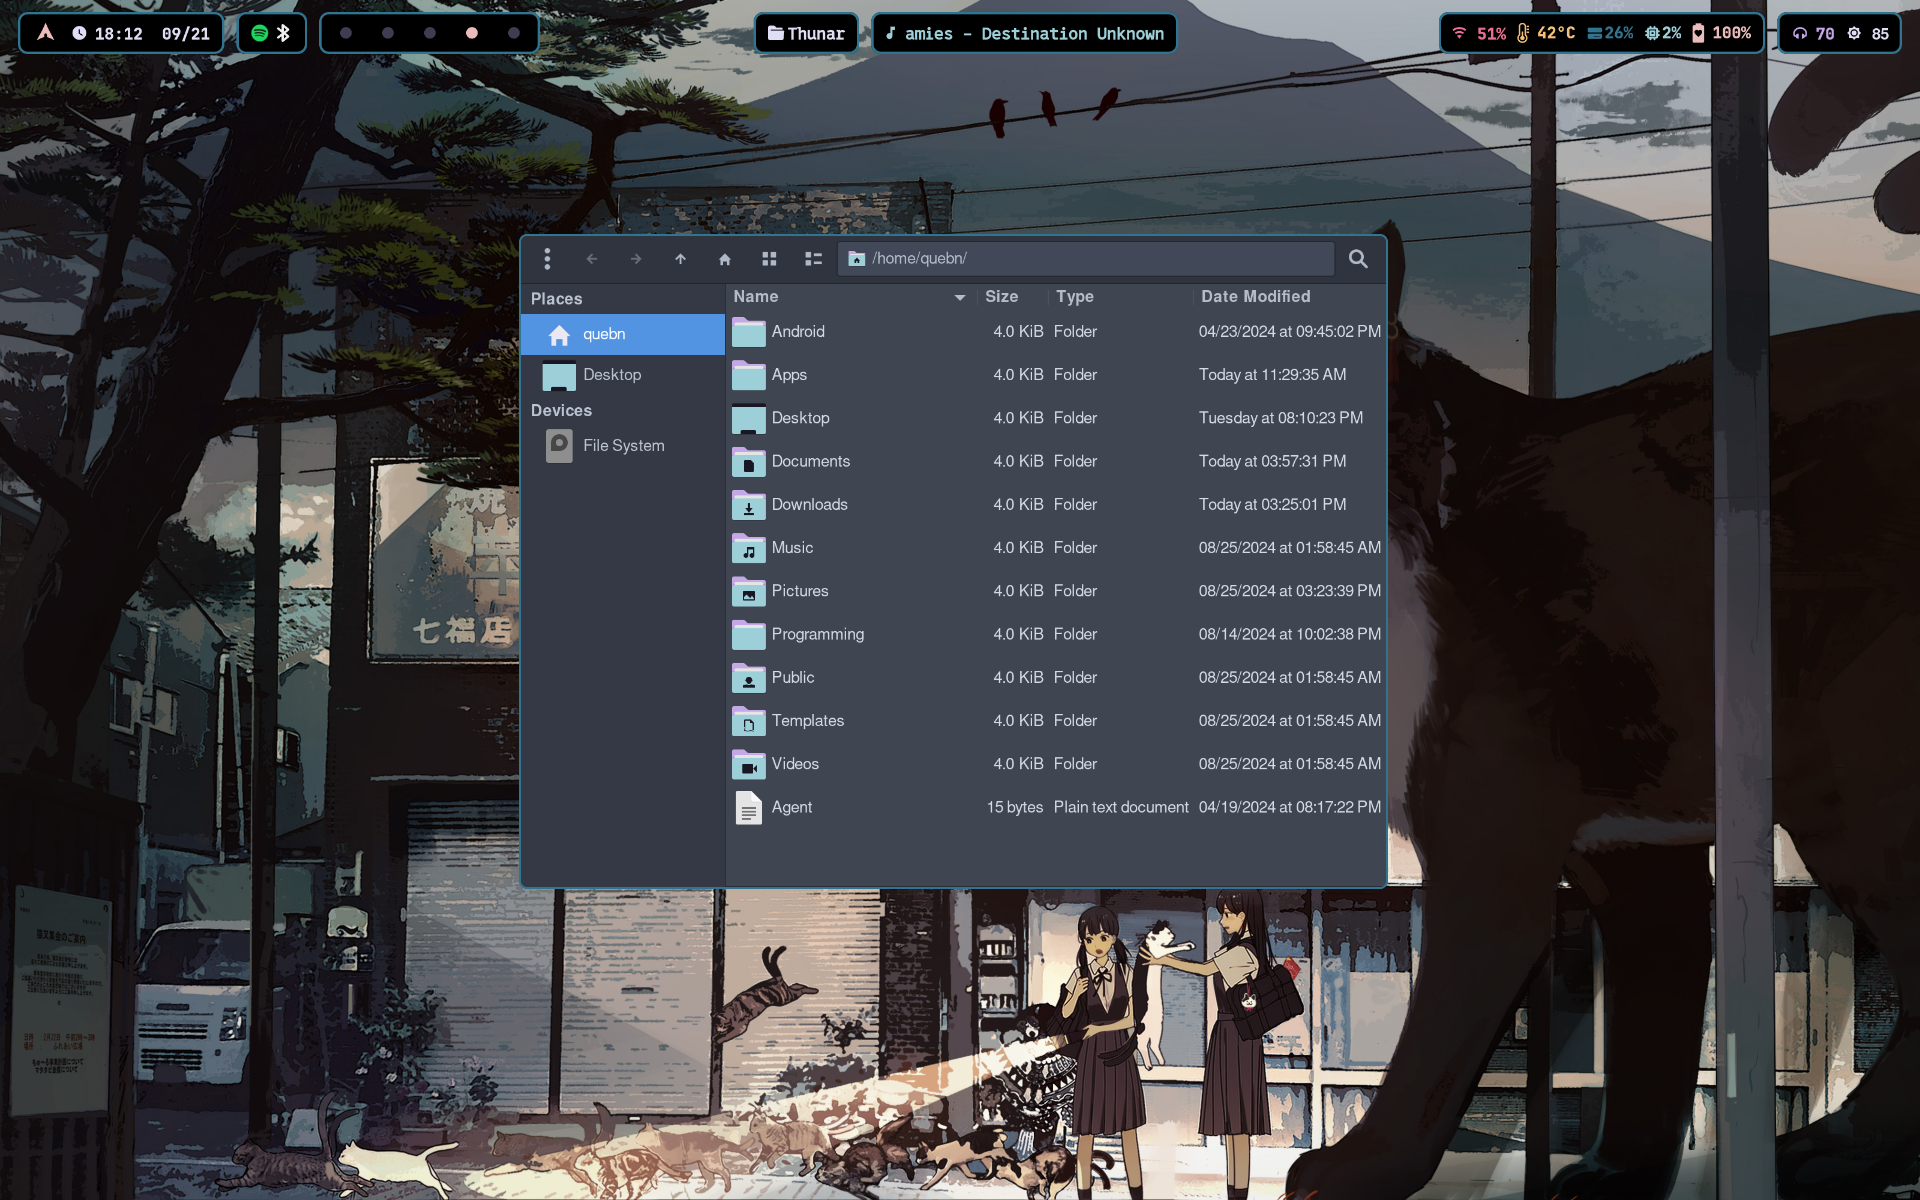 18:12 09/21
Thunar
amies - Destination Unknown
51% 42°C 26% 2% 100%
70 85
/home/quebn/
Places
quebn
Desktop
Devices
File System
Name Size Type Date Modified
Android 4.0 KiB Folder 04/23/2024 at 09:45:02 PM
Apps 4.0 KiB Folder Today at 11:29:35 AM
Desktop 4.0 KiB Folder Tuesday at 08:10:23 PM
Documents 4.0 KiB Folder Today at 03:57:31 PM
Downloads 4.0 KiB Folder Today at 03:25:01 PM
Music 4.0 KiB Folder 08/25/2024 at 01:58:45 AM
Pictures 4.0 KiB Folder 08/25/2024 at 03:23:39 PM
Programming 4.0 KiB Folder 08/14/2024 at 10:02:38 PM
Public 4.0 KiB Folder 08/25/2024 at 01:58:45 AM
Templates 4.0 KiB Folder 08/25/2024 at 01:58:45 AM
Videos 4.0 KiB Folder 08/25/2024 at 01:58:45 AM
Agent 15 bytes Plain text document 04/19/2024 at 08:17:22 PM
七福店
猫又集会のご案内